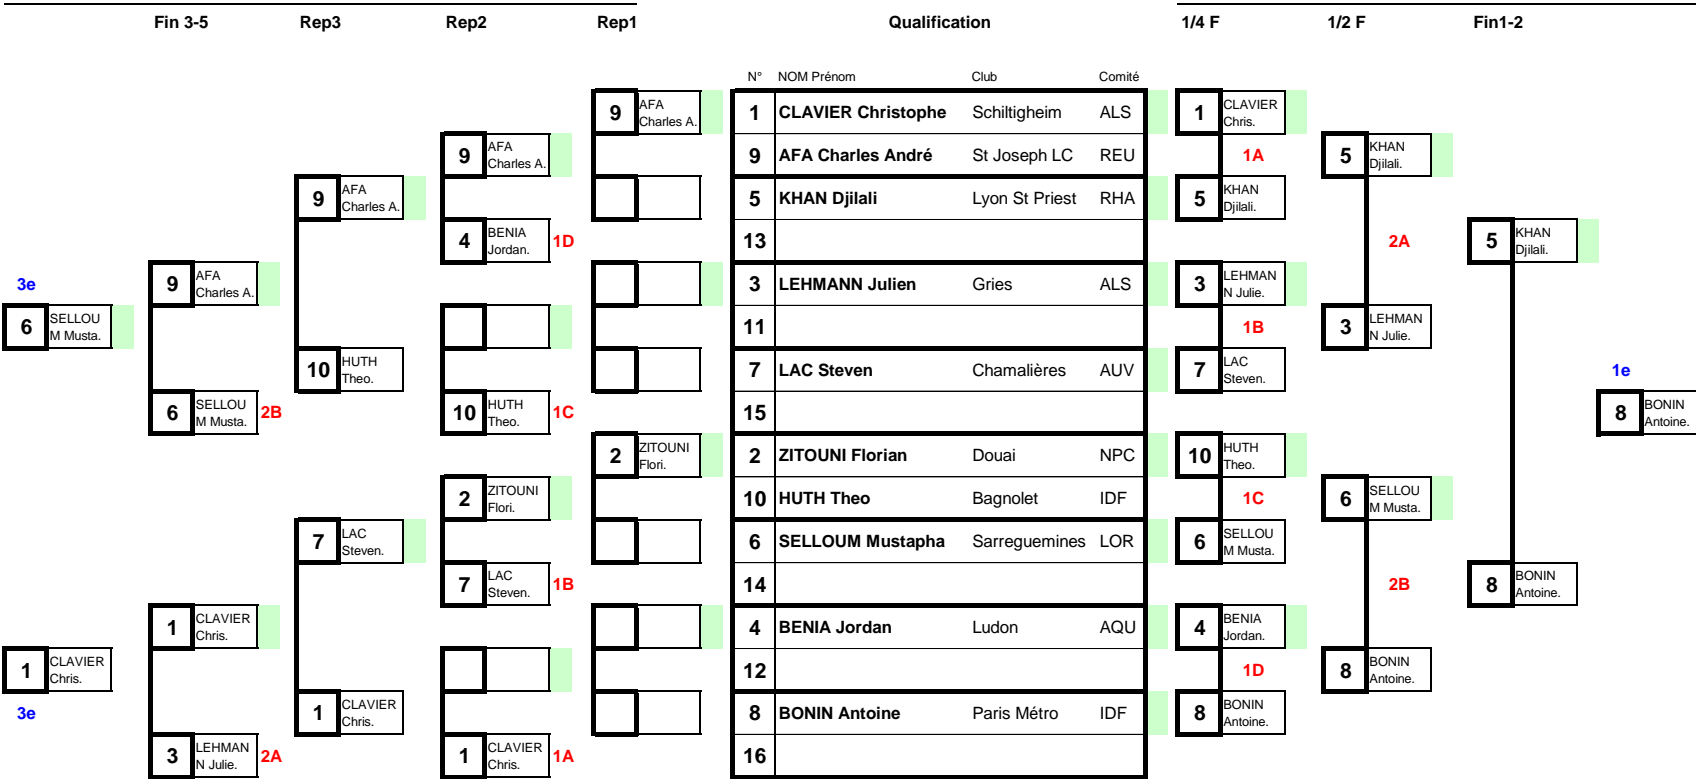 Fin 3-5 Rep3 Rep2 Rep1 Qualification 1/4 F 1/2 F Fin1-2
N° NOM Prénom Club Comité
9 AFA Charles A. 1 CLAVIER Christophe Schiltigheim ALS 1 CLAVIER Chris.
9 AFA Charles A. 9 AFA Charles André St Joseph LC REU 1A 5 KHAN Djilali.
9 AFA Charles A. 5 KHAN Djilali Lyon St Priest RHA 5 KHAN Djilali.
4 BENIA Jordan. 1D 13 2A 5 KHAN Djilali.
3e 9 AFA Charles A. 3 LEHMANN Julien Gries ALS 3 LEHMAN N Julie.
6 SELLOU M Musta. 11 1B 3 LEHMAN N Julie.
10 HUTH Theo. 7 LAC Steven Chamalières AUV 7 LAC Steven. 1e
6 SELLOU M Musta. 2B 10 HUTH Theo. 1C 15 8 BONIN Antoine.
2 ZITOUNI Flori. 2 ZITOUNI Florian Douai NPC 10 HUTH Theo.
2 ZITOUNI Flori. 10 HUTH Theo Bagnolet IDF 1C 6 SELLOU M Musta.
7 LAC Steven. 6 SELLOUM Mustapha Sarreguemines LOR 6 SELLOU M Musta.
7 LAC Steven. 1B 14 2B 8 BONIN Antoine.
1 CLAVIER Chris. 4 BENIA Jordan Ludon AQU 4 BENIA Jordan.
1 CLAVIER Chris. 12 1D 8 BONIN Antoine.
3e 1 CLAVIER Chris. 8 BONIN Antoine Paris Métro IDF 8 BONIN Antoine.
3 LEHMAN N Julie. 2A 1 CLAVIER Chris. 1A 16